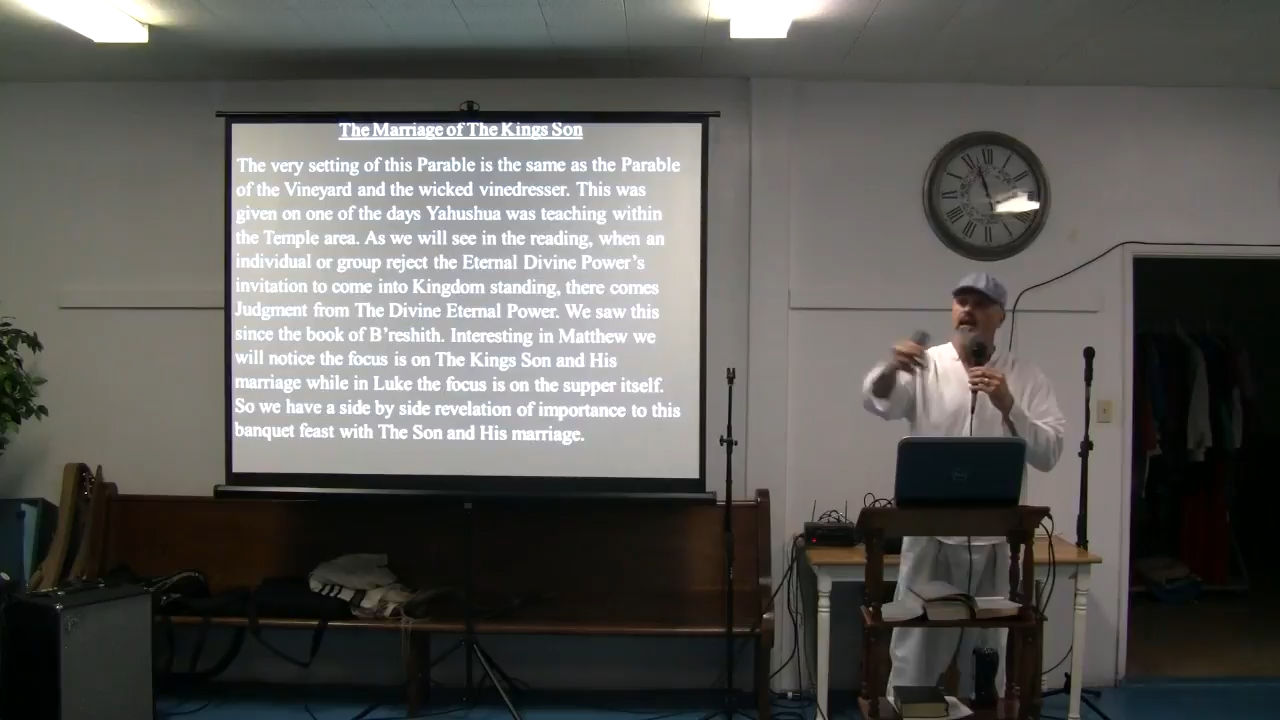 The Marriage of The Kings Son
The very setting of this Parable is the same as the Parable
of the Vineyard and the wicked vinedresser. This was
given on one of the days Yahushua was teaching within
the Temple area. As we will see in the reading, when an
individual or group reject the Eternal Divine Power's
invitation to come into Kingdom standing, there comes
Judgment from The Divine Eternal Power. We saw this
since the book of B'reshith. Interesting in Matthew we
will notice the focus is on The Kings Son and His
marriage while in Luke the focus is on the supper itself.
So we have a side by side revelation of importance to this
banquet feast with The Son and His marriage.